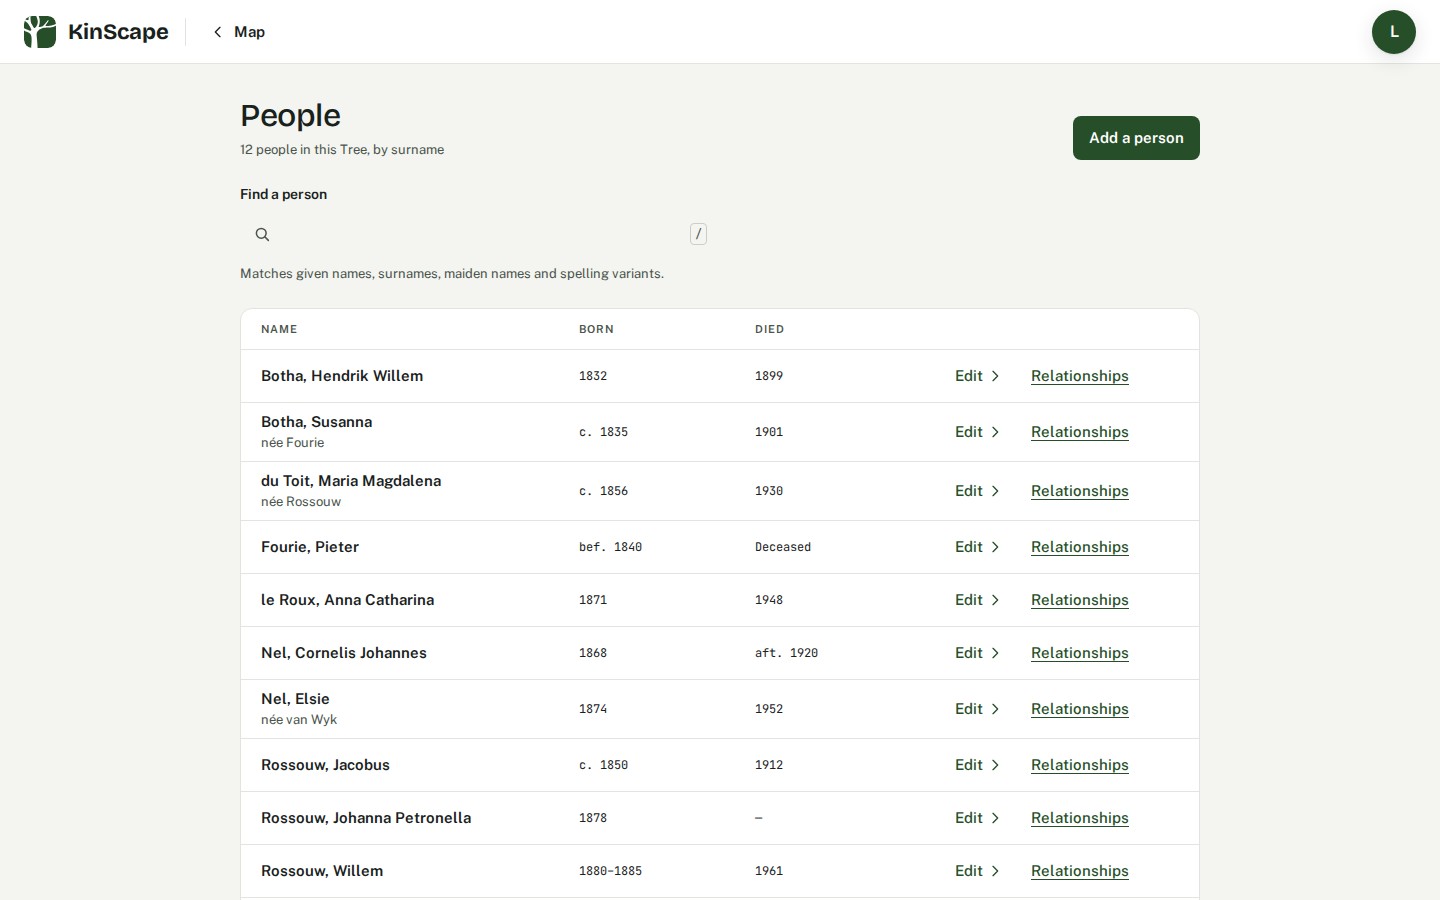 KinScape
Map
L
People
12 people in this Tree, by surname
Add a person
Find a person
/
Matches given names, surnames, maiden names and spelling variants.
NAME BORN DIED
Botha, Hendrik Willem 1832 1899 Edit Relationships
Botha, Susanna
née Fourie
c. 1835 1901 Edit Relationships
du Toit, Maria Magdalena
née Rossouw
c. 1856 1930 Edit Relationships
Fourie, Pieter bef. 1840 Deceased Edit Relationships
le Roux, Anna Catharina 1871 1948 Edit Relationships
Nel, Cornelis Johannes 1868 aft. 1920 Edit Relationships
Nel, Elsie
née van Wyk
1874 1952 Edit Relationships
Rossouw, Jacobus c. 1850 1912 Edit Relationships
Rossouw, Johanna Petronella 1878 — Edit Relationships
Rossouw, Willem 1880–1885 1961 Edit Relationships